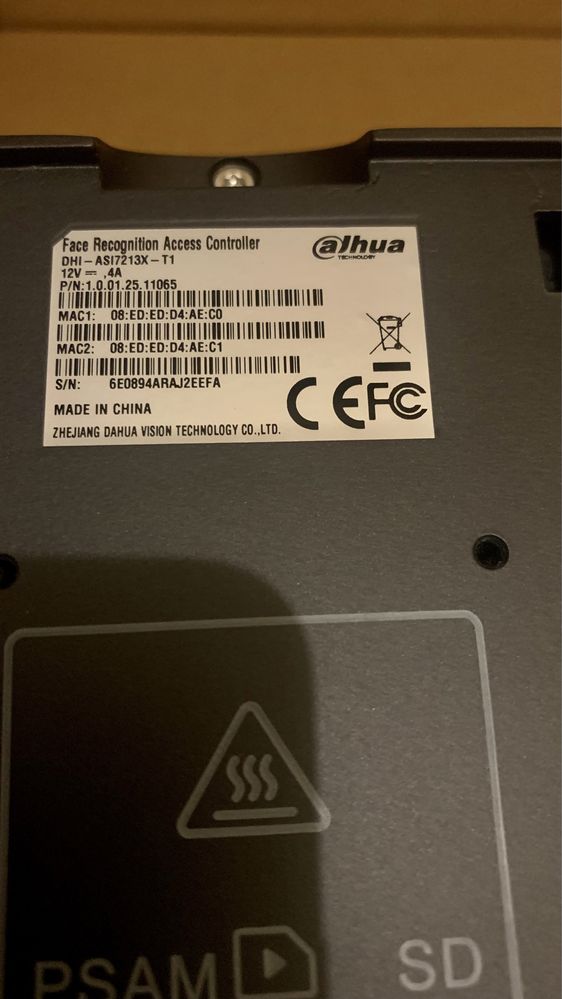 Face Recognition Access Controller
alhua
TECHNOLOGY
DHI-ASI7213X-T1
12V ⎓ ,4A
P/N:1.0.01.25.11065
MAC1: 08:ED:ED:D4:AE:C0
MAC2: 08:ED:ED:D4:AE:C1
S/N: 6E0894ARAJ2EEFA
MADE IN CHINA
CE FC
ZHEJIANG DAHUA VISION TECHNOLOGY CO.,LTD.
PSAM SD